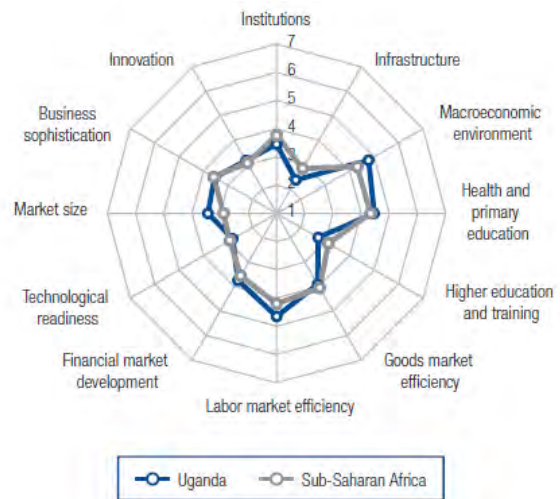 Institutions
7
6
5
4
3
2
1
Infrastructure
Macroeconomic
environment
Health and
primary
education
Higher education
and training
Goods market
efficiency
Labor market efficiency
Financial market
development
Technological
readiness
Market size
Business
sophistication
Innovation
Uganda
Sub-Saharan Africa